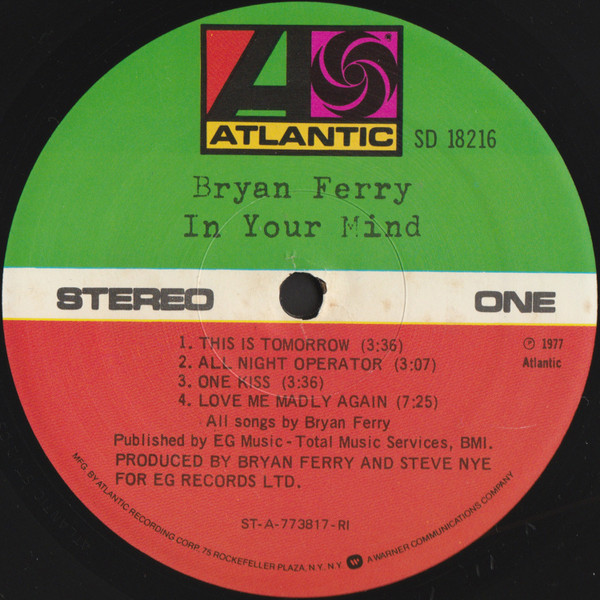 ATLANTIC
SD 18216
Bryan Ferry
In Your Mind
STEREO
ONE
1. THIS IS TOMORROW (3:36)
2. ALL NIGHT OPERATOR (3:07)
3. ONE KISS (3:36)
4. LOVE ME MADLY AGAIN (7:25)
℗ 1977
Atlantic
All songs by Bryan Ferry
Published by EG Music - Total Music Services, BMI.
PRODUCED BY BRYAN FERRY AND STEVE NYE
FOR EG RECORDS LTD.
ST-A-773817-RI
MFG. BY ATLANTIC RECORDING CORP. 75 ROCKEFELLER PLAZA, N.Y. N.Y. W A WARNER COMMUNICATIONS COMPANY